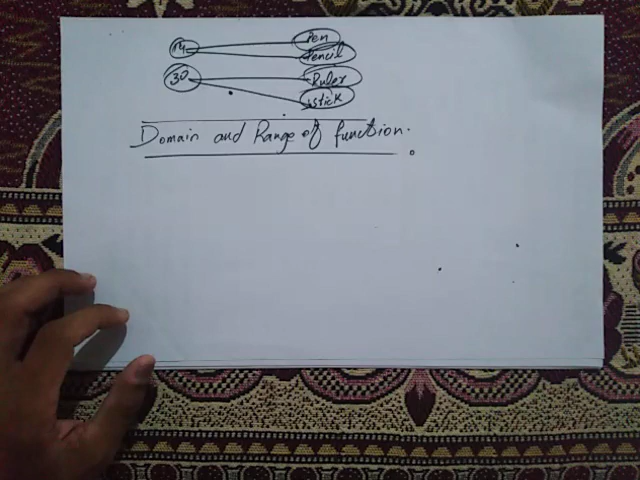 14 Pen
Pencil
30 Ruler
stick
Domain and Range of function.